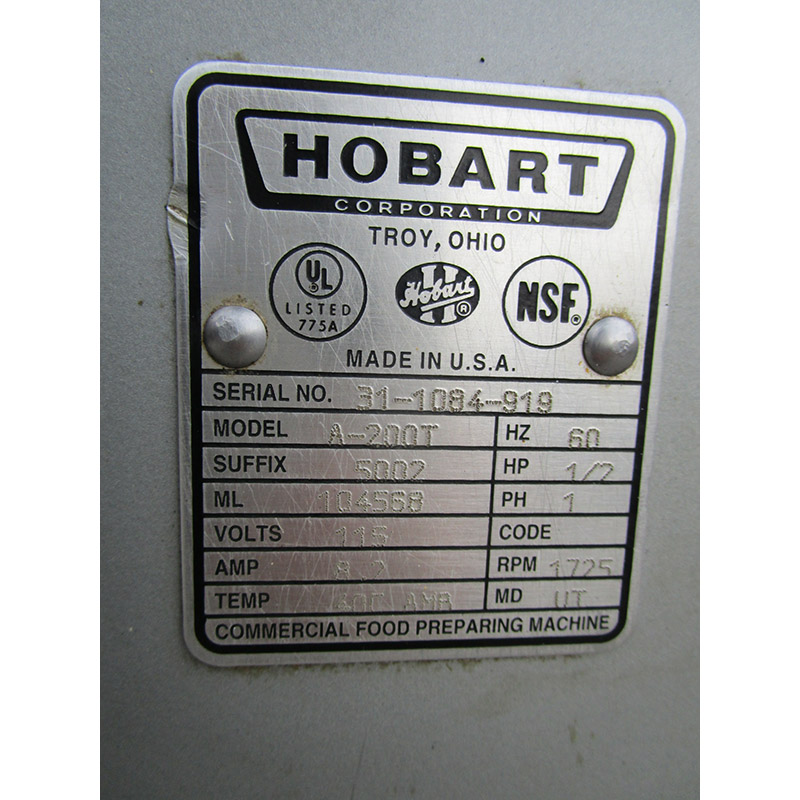 HOBART
CORPORATION
TROY, OHIO
UL
LISTED
775A
Hobart
H
®
NSF®
MADE IN U.S.A.
SERIAL NO. 31-1084-919
MODEL A-200T HZ 60
SUFFIX 5002 HP 1/2
ML 104568 PH 1
VOLTS 115 CODE
AMP 8.2 RPM 1725
TEMP 40C AMB MD UT
COMMERCIAL FOOD PREPARING MACHINE